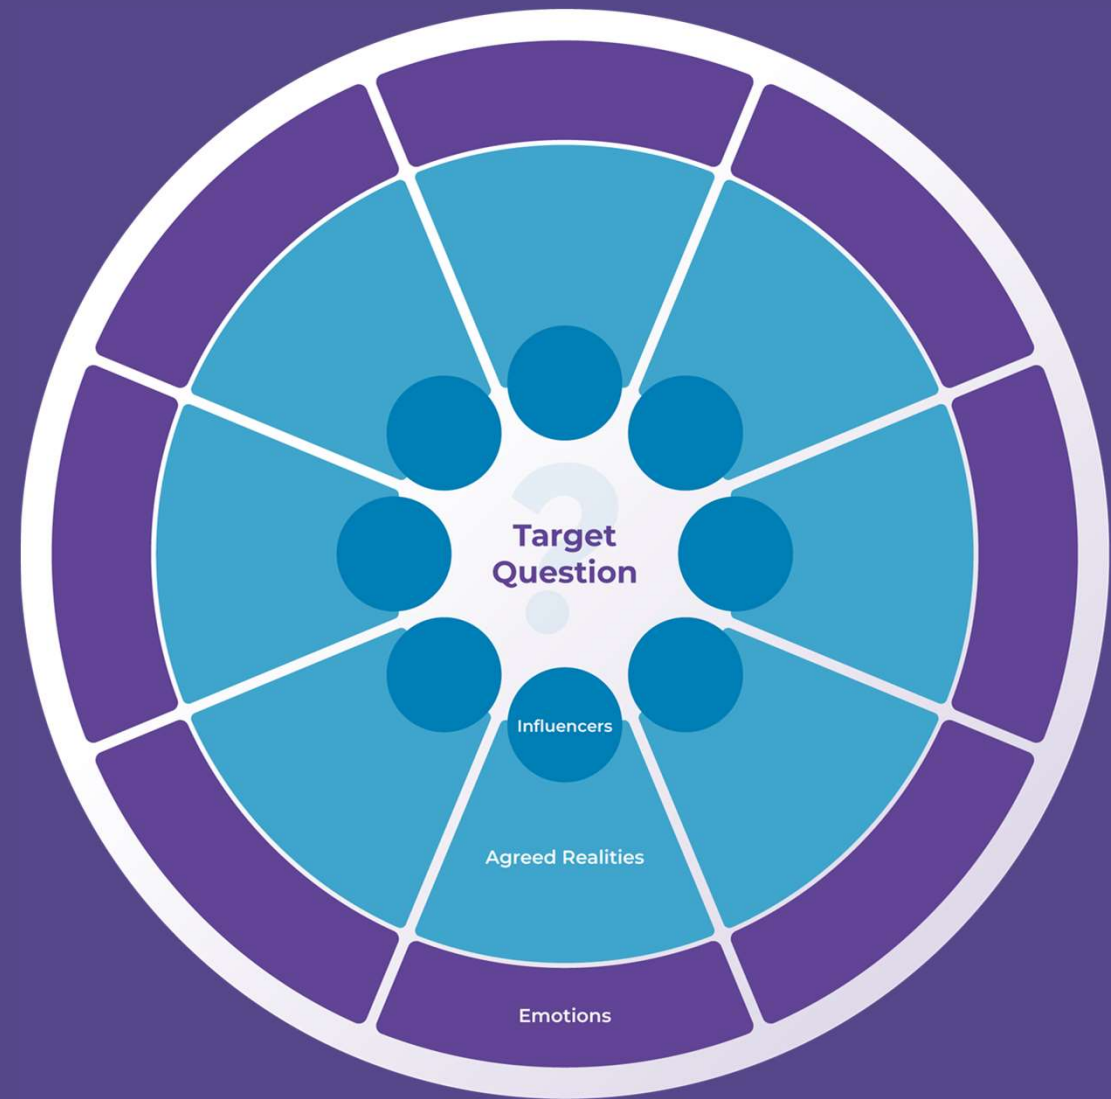 ?
Target
Question
Influencers
Agreed Realities
Emotions